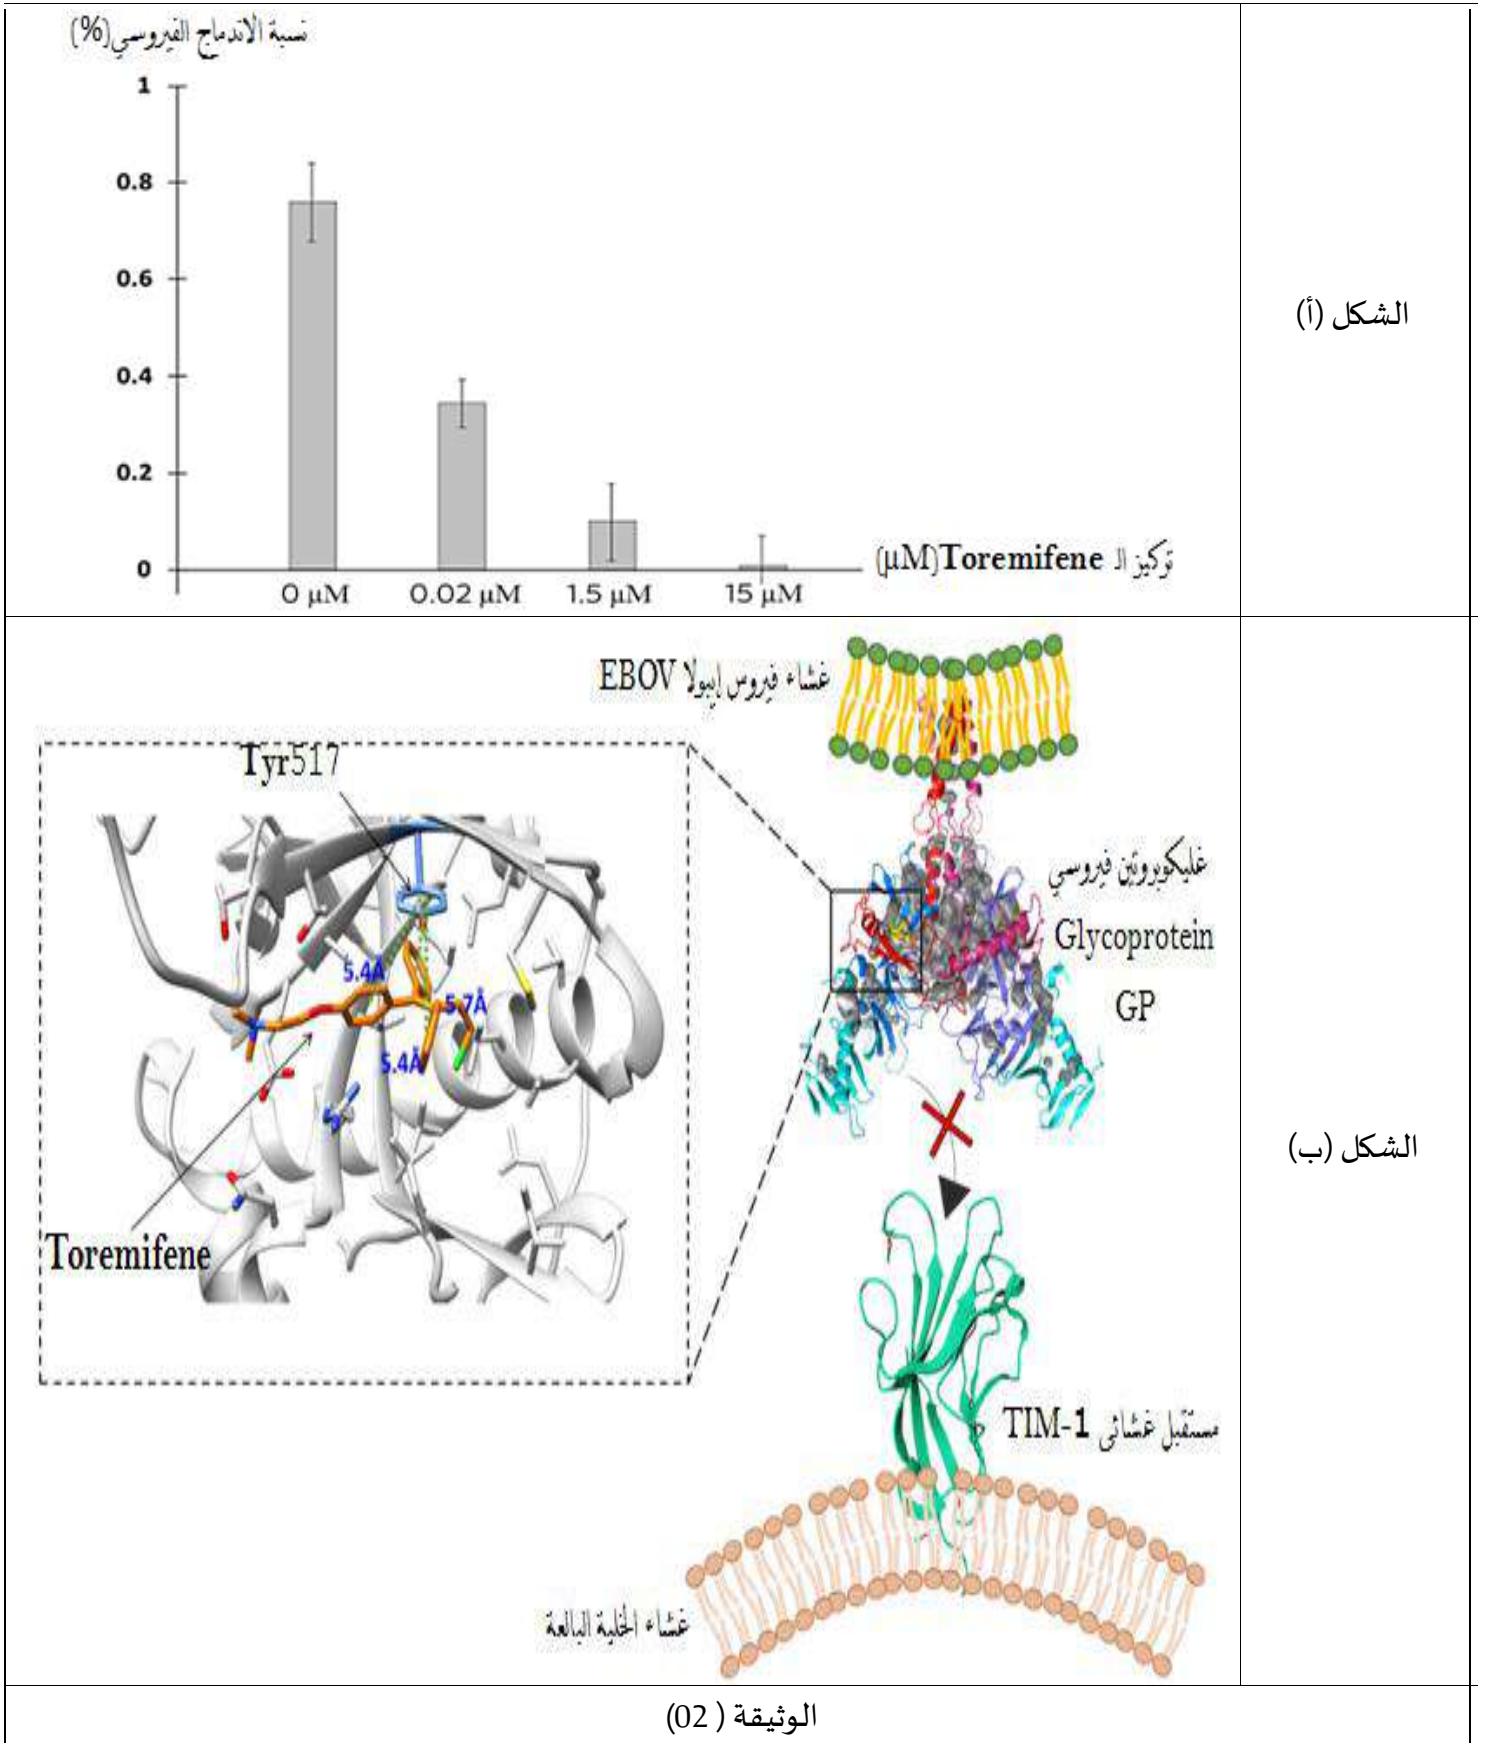 نسبة الاندماج الفيروسي(%)
1
0.8
0.6
0.4
0.2
0
0 µM 0.02 µM 1.5 µM 15 µM
تركيز الـ Toremifene(µM)
الشكل (أ)
غشاء فيروس إيبولا EBOV
Tyr517
5.4Å
5.7Å
5.4Å
Toremifene
غليكوبروتين فيروسي
Glycoprotein
GP
مستقبل غشائي TIM-1
غشاء الخلية البالعة
الشكل (ب)
الوثيقة ( 02)